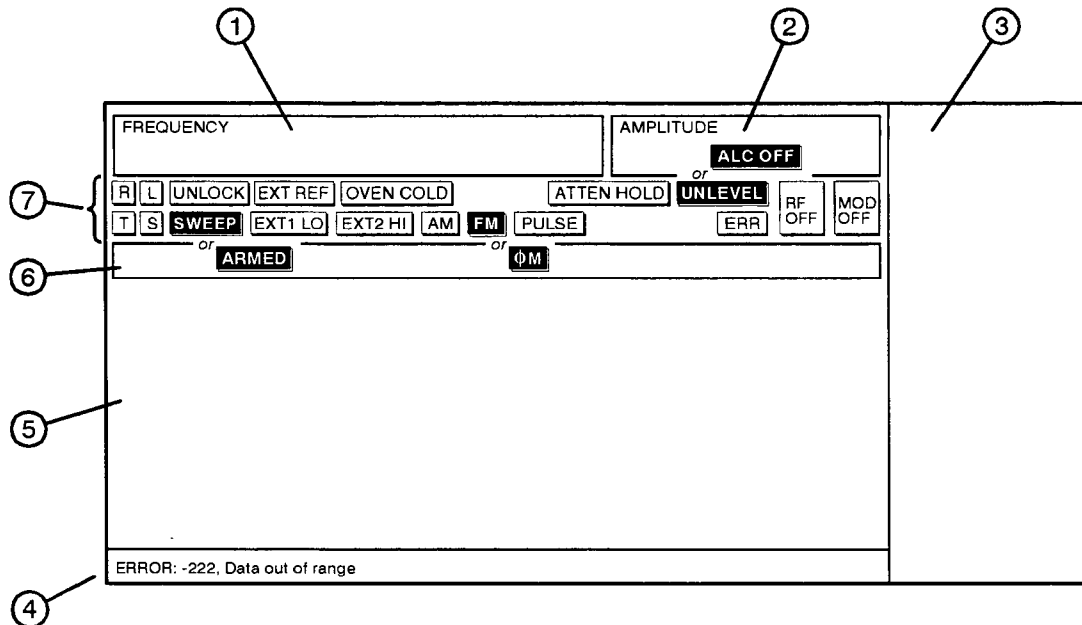 1 2 3
FREQUENCY AMPLITUDE
ALC OFF
or
7 R L UNLOCK EXT REF OVEN COLD ATTEN HOLD UNLEVEL RF OFF MOD OFF
T S SWEEP EXT1 LO EXT2 HI AM FM PULSE ERR
or or
6 ARMED ΦM
5
ERROR: -222, Data out of range
4